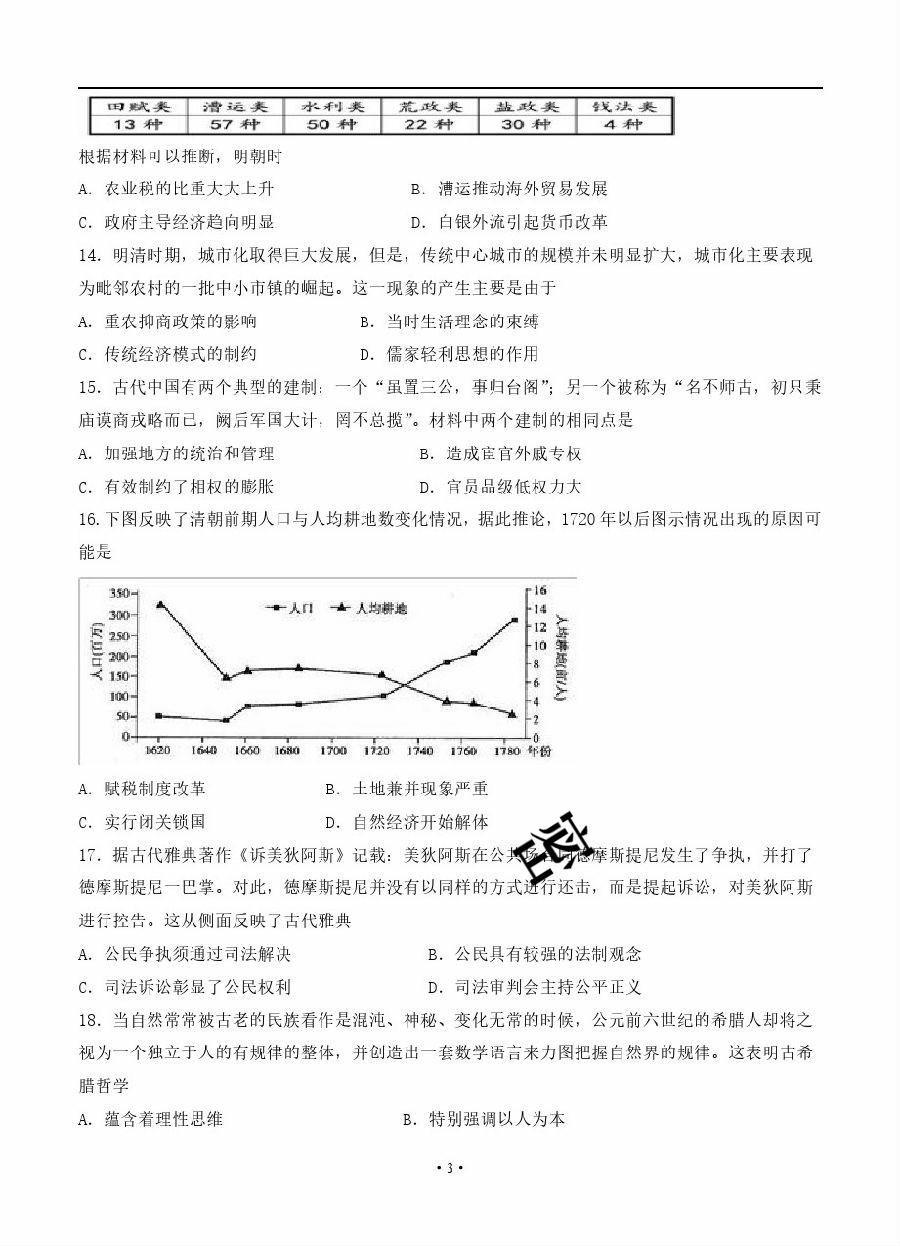 田赋类 漕运类 水利类 荒政类 盐政类 钱法类
13 种 57 种 50 种 22 种 30 种 4 种
根据材料可以推断，明朝时
A．农业税的比重大大上升 B．漕运推动海外贸易发展
C．政府主导经济趋向明显 D．白银外流引起货币改革
14．明清时期，城市化取得巨大发展，但是，传统中心城市的规模并未明显扩大，城市化主要表现
为毗邻农村的一批中小市镇的崛起。这一现象的产生主要是由于
A．重农抑商政策的影响 B．当时生活理念的束缚
C．传统经济模式的制约 D．儒家轻利思想的作用
15．古代中国有两个典型的建制：一个“虽置三公，事归台阁”；另一个被称为“名不师古，初只秉
庙谟商戎略而已，阙后军国大计，罔不总揽”。材料中两个建制的相同点是
A．加强地方的统治和管理 B．造成宦官外戚专权
C．有效制约了相权的膨胀 D．官员品级低权力大
16.下图反映了清朝前期人口与人均耕地数变化情况，据此推论，1720 年以后图示情况出现的原因可
能是
人口 人均耕地
人口(百万)
350
300
250
200
150
100
50
0
16
14
12
10
8
6
4
2
0
人均耕地(亩/人)
1620 1640 1660 1680 1700 1720 1740 1760 1780 年份
A．赋税制度改革 B．土地兼并现象严重
C．实行闭关锁国 D．自然经济开始解体
密
17．据古代雅典著作《诉美狄阿斯》记载：美狄阿斯在公共场合同德摩斯提尼发生了争执，并打了
德摩斯提尼一巴掌。对此，德摩斯提尼并没有以同样的方式进行还击，而是提起诉讼，对美狄阿斯
进行控告。这从侧面反映了古代雅典
A．公民争执须通过司法解决 B．公民具有较强的法制观念
C．司法诉讼彰显了公民权利 D．司法审判会主持公平正义
18．当自然常常被古老的民族看作是混沌、神秘、变化无常的时候，公元前六世纪的希腊人却将之
视为一个独立于人的有规律的整体，并创造出一套数学语言来力图把握自然界的规律。这表明古希
腊哲学
A．蕴含着理性思维 B．特别强调以人为本
·3·